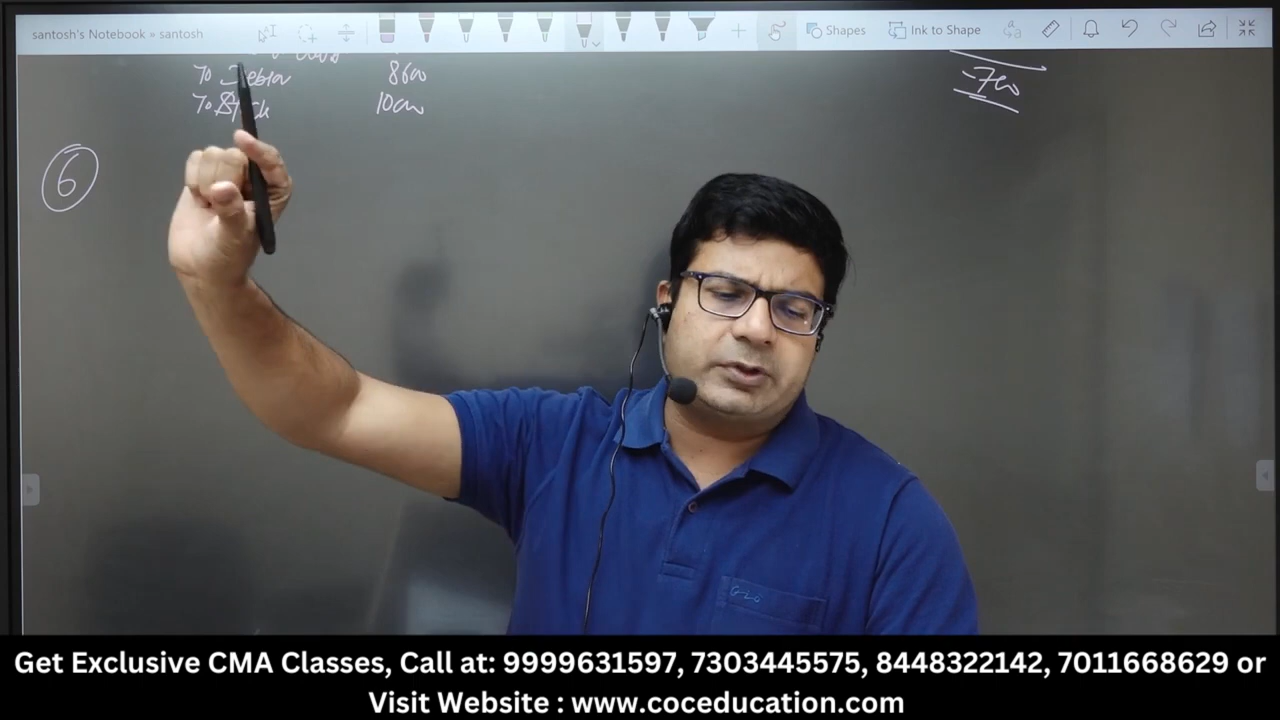 santosh's Notebook » santosh
Shapes
Ink to Shape
To Debtor 8600
To Stock 10000
-700
6
Get Exclusive CMA Classes, Call at: 9999631597, 7303445575, 8448322142, 7011668629 or
Visit Website : www.coceducation.com